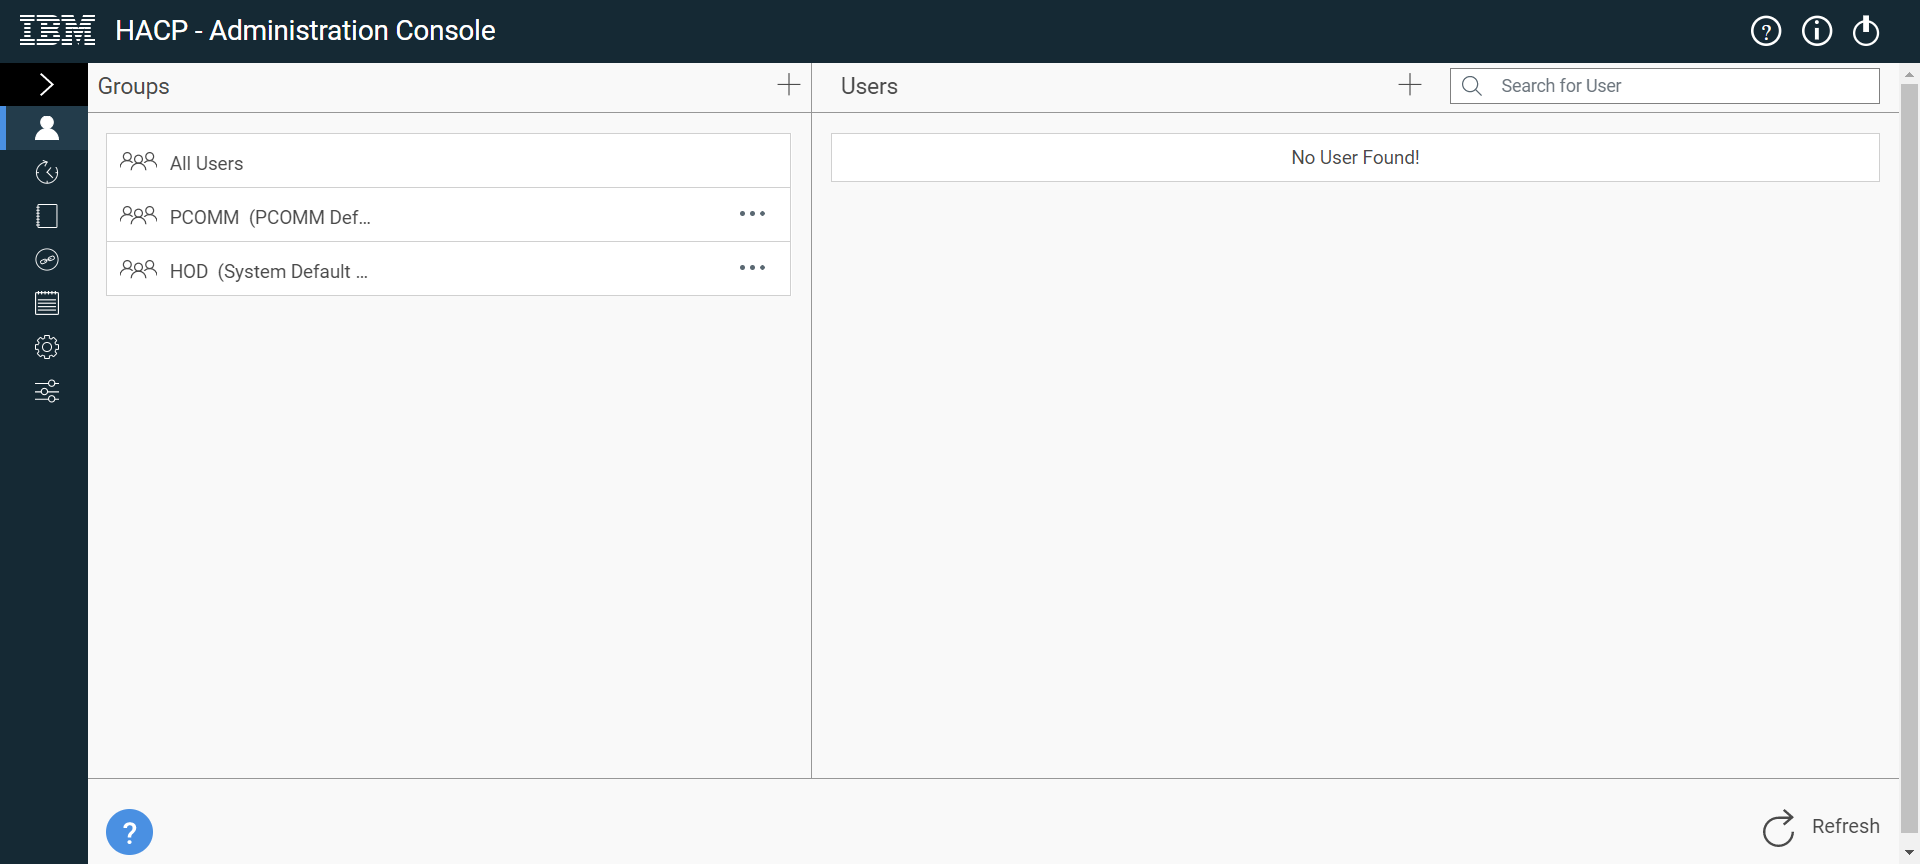 IBM HACP - Administration Console
Groups
Users
Search for User
All Users
PCOMM (PCOMM Def...
HOD (System Default ...
No User Found!
?
Refresh